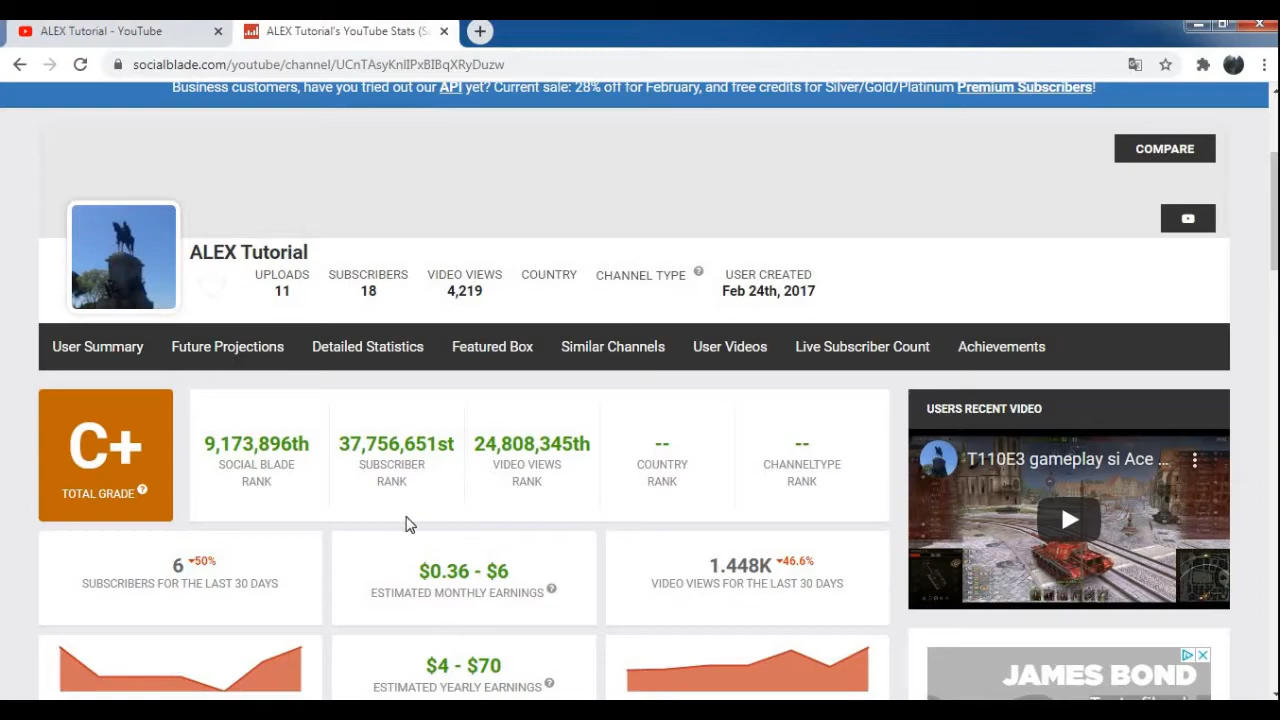 ALEX Tutorial - YouTube
ALEX Tutorial's YouTube Stats (S
socialblade.com/youtube/channel/UCnTAsyKnlIPxBIBqXRyDuzw
Business customers, have you tried out our API yet? Current sale: 28% off for February, and free credits for Silver/Gold/Platinum Premium Subscribers!
COMPARE
ALEX Tutorial
UPLOADS SUBSCRIBERS VIDEO VIEWS COUNTRY CHANNEL TYPE ? USER CREATED
11 18 4,219 Feb 24th, 2017
User Summary Future Projections Detailed Statistics Featured Box Similar Channels User Videos Live Subscriber Count Achievements
C+
TOTAL GRADE ?
9,173,896th 37,756,651st 24,808,345th -- --
SOCIAL BLADE SUBSCRIBER VIDEO VIEWS COUNTRY CHANNELTYPE
RANK RANK RANK RANK RANK
USERS RECENT VIDEO
T110E3 gameplay si Ace ...
6 50% $0.36 - $6 1.448K 46.6%
SUBSCRIBERS FOR THE LAST 30 DAYS ESTIMATED MONTHLY EARNINGS ? VIDEO VIEWS FOR THE LAST 30 DAYS
$4 - $70
ESTIMATED YEARLY EARNINGS ?
JAMES BOND